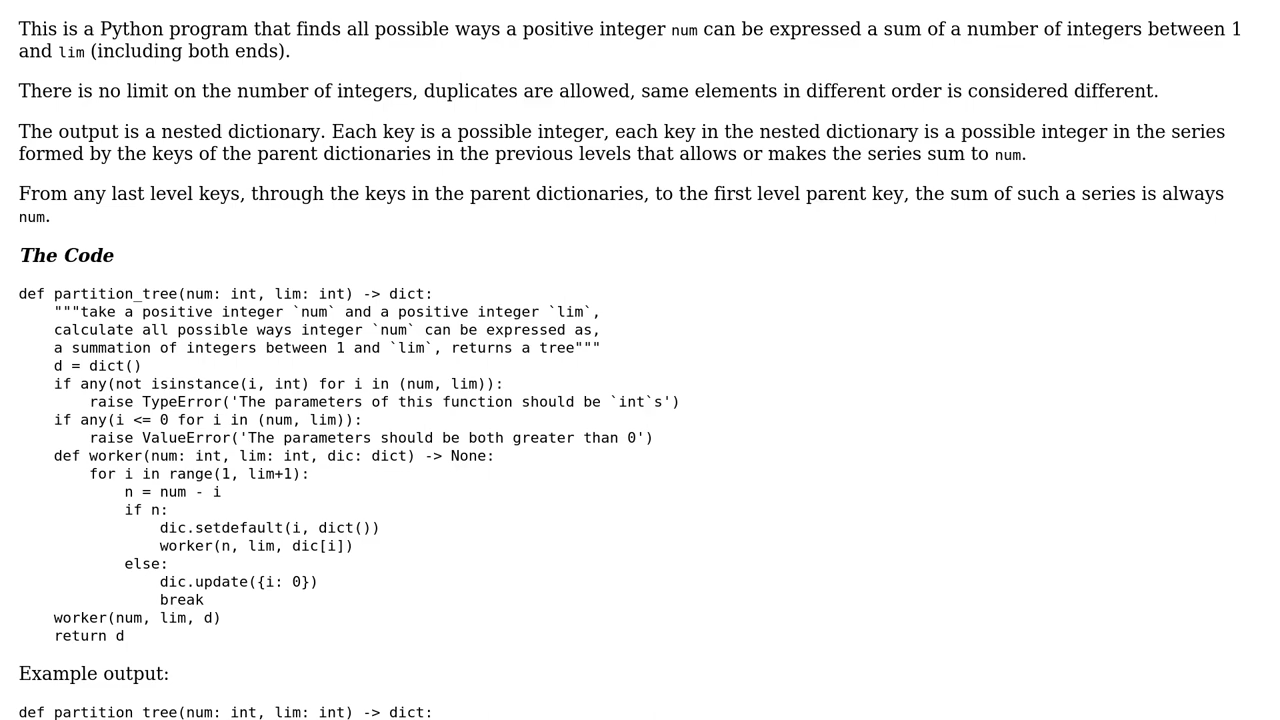 This is a Python program that finds all possible ways a positive integer num can be expressed a sum of a number of integers between 1
and lim (including both ends).
There is no limit on the number of integers, duplicates are allowed, same elements in different order is considered different.
The output is a nested dictionary. Each key is a possible integer, each key in the nested dictionary is a possible integer in the series
formed by the keys of the parent dictionaries in the previous levels that allows or makes the series sum to num.
From any last level keys, through the keys in the parent dictionaries, to the first level parent key, the sum of such a series is always
num.
The Code
def partition_tree(num: int, lim: int) -> dict:
    """take a positive integer `num` and a positive integer `lim`,
    calculate all possible ways integer `num` can be expressed as,
    a summation of integers between 1 and `lim`, returns a tree"""
    d = dict()
    if any(not isinstance(i, int) for i in (num, lim)):
        raise TypeError('The parameters of this function should be `int`s')
    if any(i <= 0 for i in (num, lim)):
        raise ValueError('The parameters should be both greater than 0')
    def worker(num: int, lim: int, dic: dict) -> None:
        for i in range(1, lim+1):
            n = num - i
            if n:
                dic.setdefault(i, dict())
                worker(n, lim, dic[i])
            else:
                dic.update({i: 0})
                break
    worker(num, lim, d)
    return d
Example output:
def partition_tree(num: int, lim: int) -> dict: